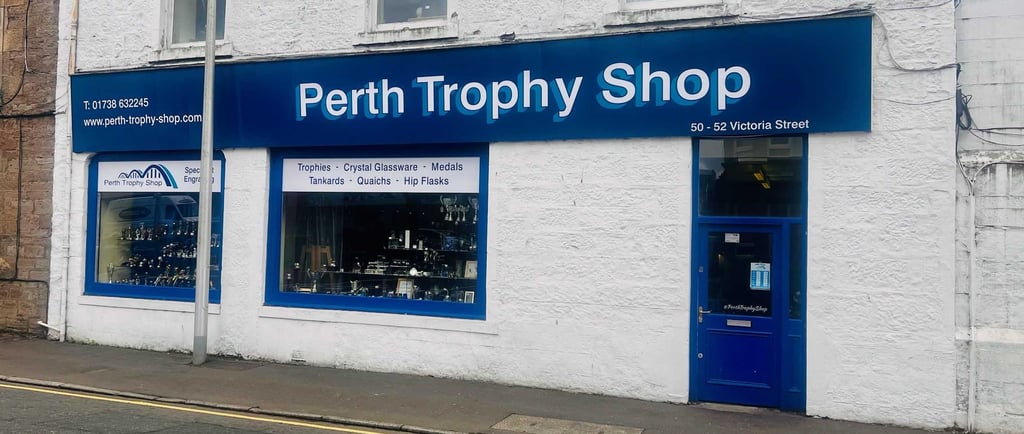 Perth Trophy Shop
T: 01738 632245
www.perth-trophy-shop.com
50 - 52 Victoria Street
Perth Trophy Shop
Trophies - Crystal Glassware - Medals
Tankards - Quaichs - Hip Flasks
#PerthTrophyShop